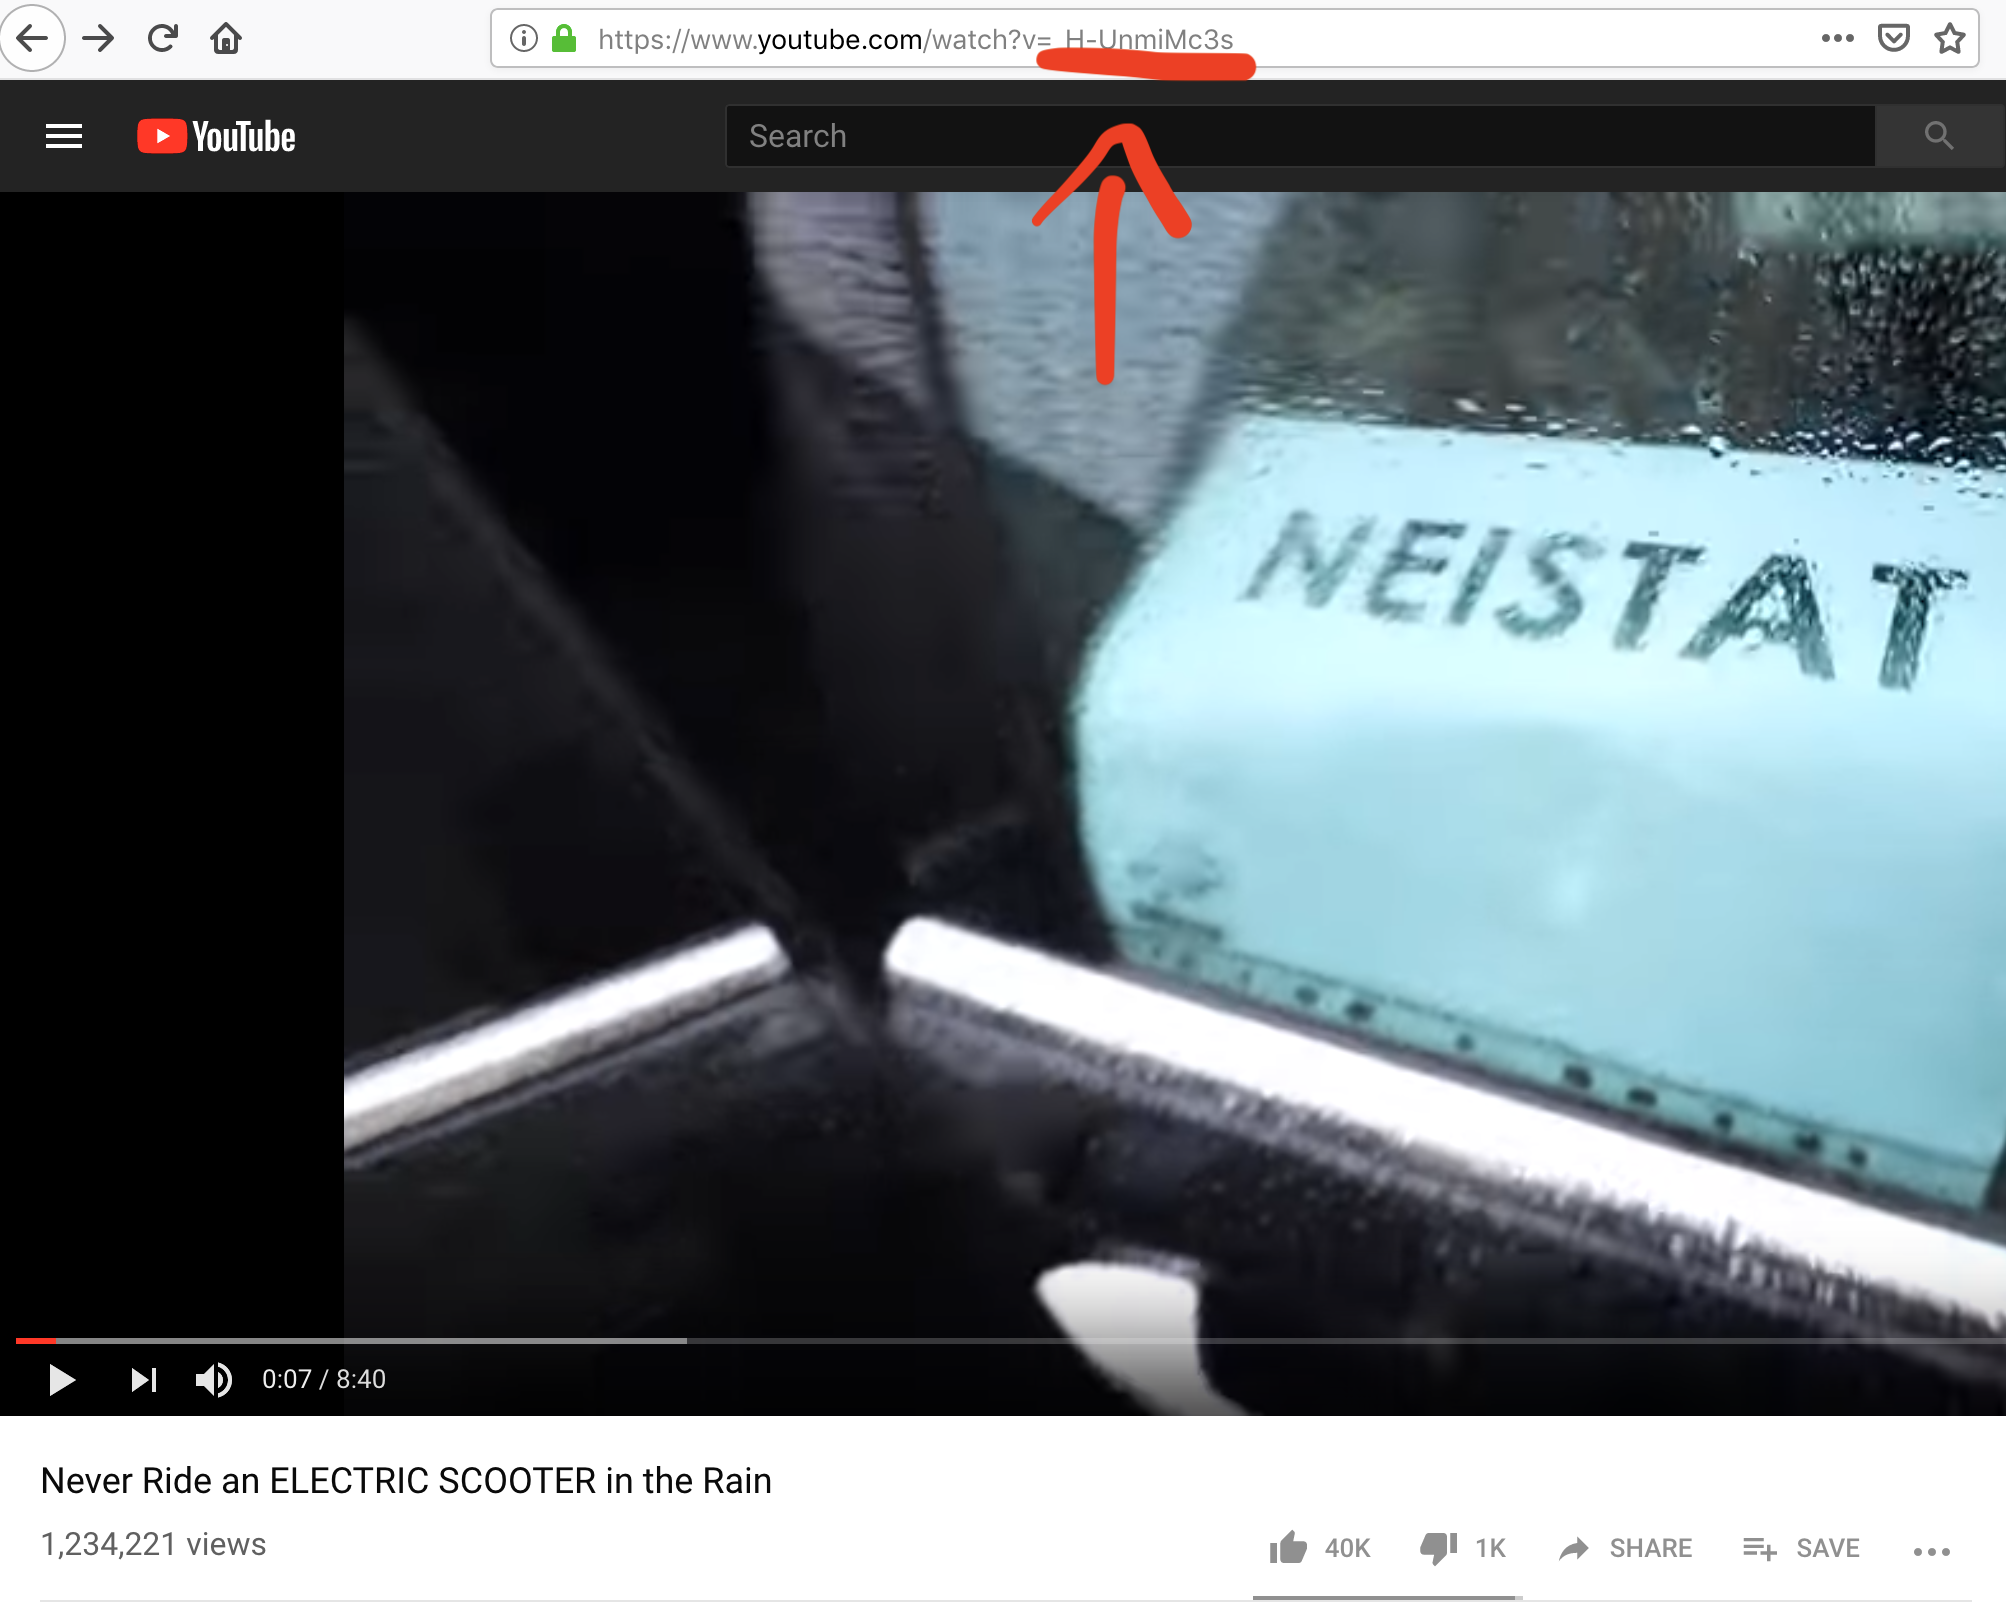 https://www.youtube.com/watch?v=_H-UnmiMc3s
YouTube
Search
NEISTAT
0:07 / 8:40
Never Ride an ELECTRIC SCOOTER in the Rain
1,234,221 views
40K
1K
SHARE
SAVE